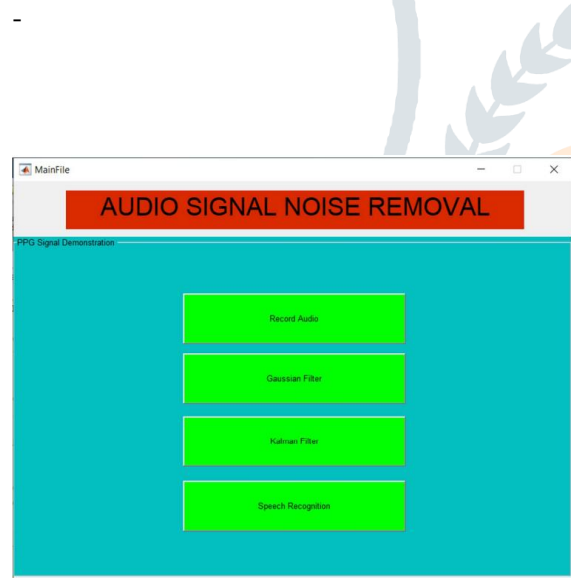 -
MainFile
AUDIO SIGNAL NOISE REMOVAL
PPG Signal Demonstration
Record Audio
Gaussian Filter
Kalman Filter
Speech Recognition